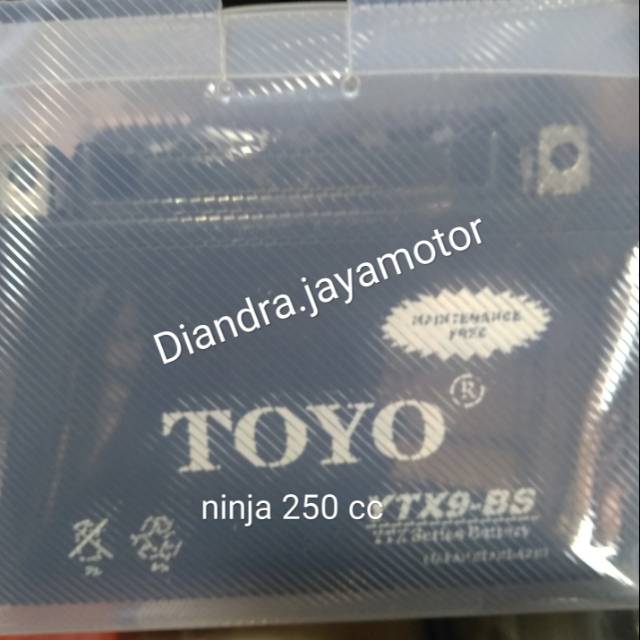 Diandra.jayamotor
MAINTENANCE
FREE
TOYO®
ninja 250 cc
YTX9-BS